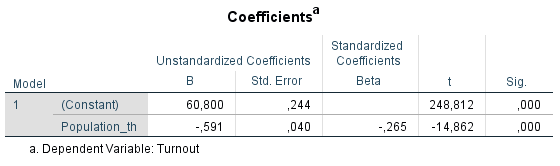 Coefficientsa
Unstandardized Coefficients Standardized Coefficients
Model B Std. Error Beta t Sig.
1 (Constant) 60,800 ,244 248,812 ,000
Population_th -,591 ,040 -,265 -14,862 ,000
a. Dependent Variable: Turnout